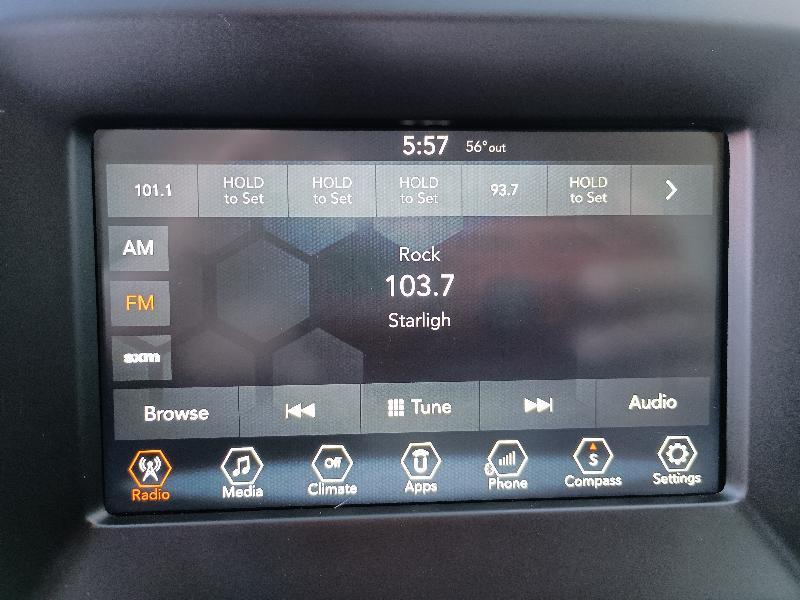 5:57 56° out
101.1 HOLD to Set HOLD to Set HOLD to Set 93.7 HOLD to Set
AM
FM
sxm
Rock
103.7
Starligh
Browse Tune Audio
Off S
Radio Media Climate Apps Phone Compass Settings